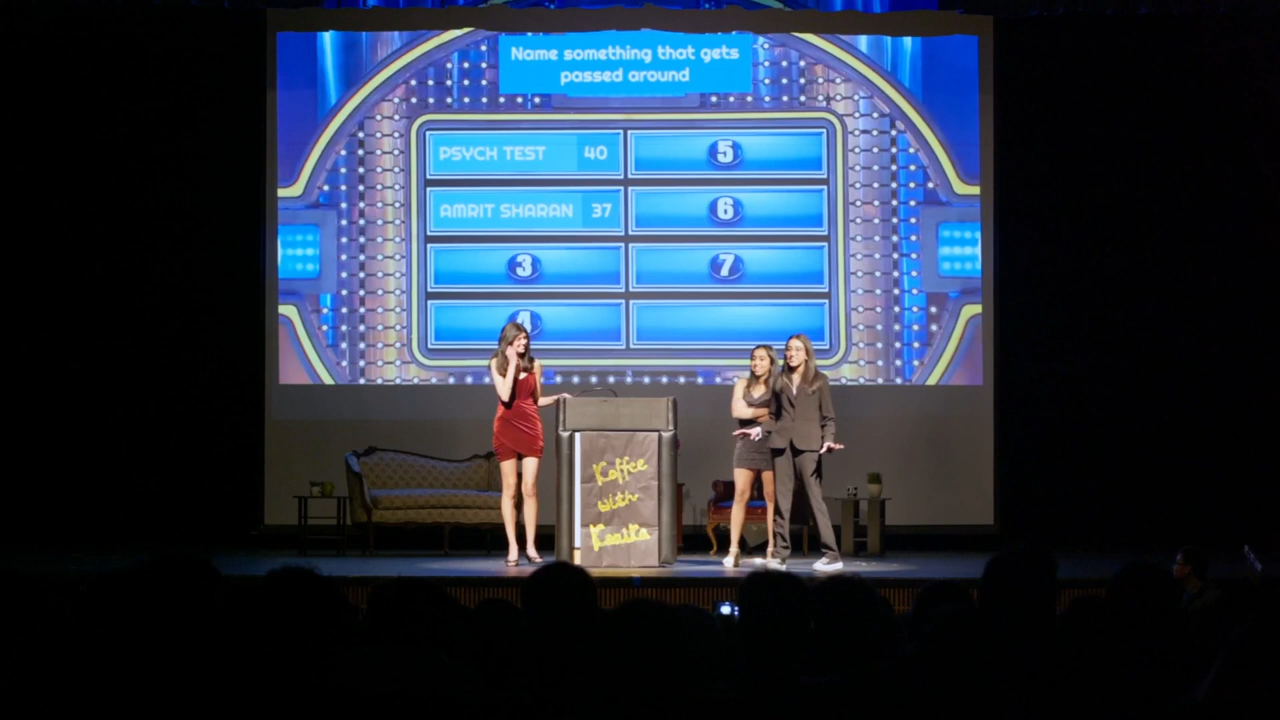 Name something that gets
passed around
PSYCH TEST 40
5
AMRIT SHARAN 37
6
3
7
4
Koffee
with